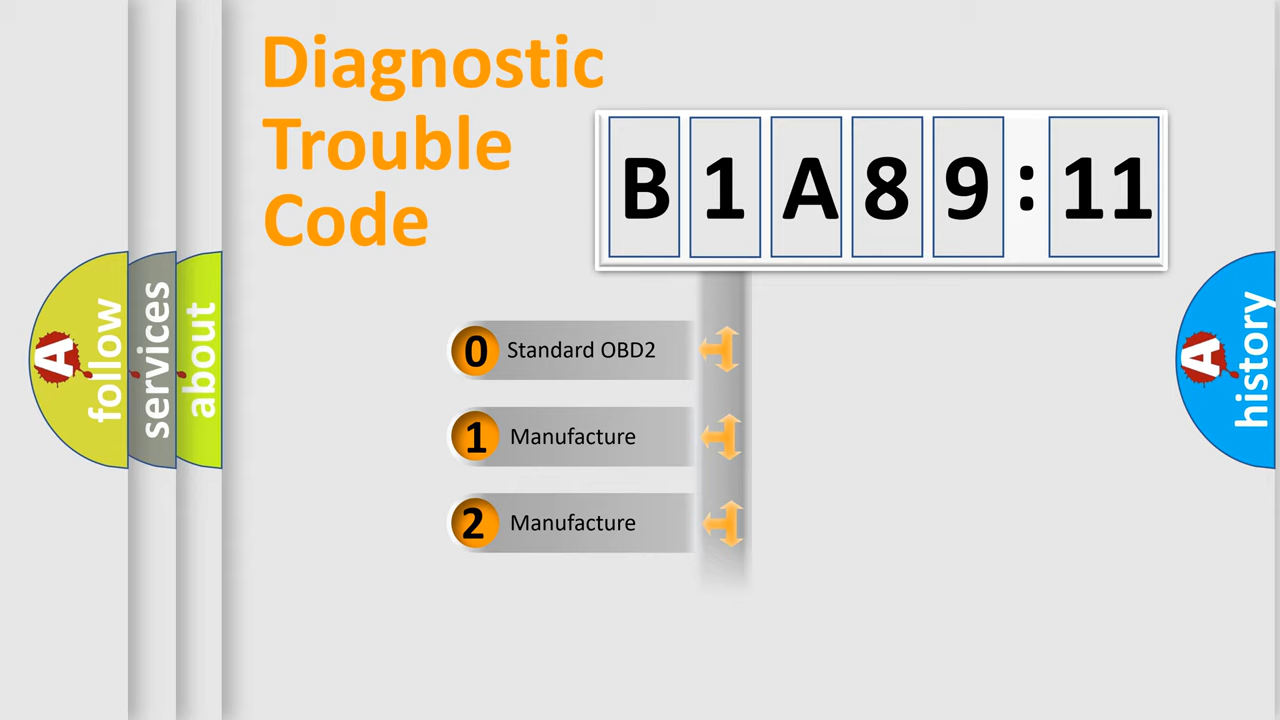 Diagnostic
Trouble
Code
B1A89:11
0 Standard OBD2
1 Manufacture
2 Manufacture
A follow
services
about
A history